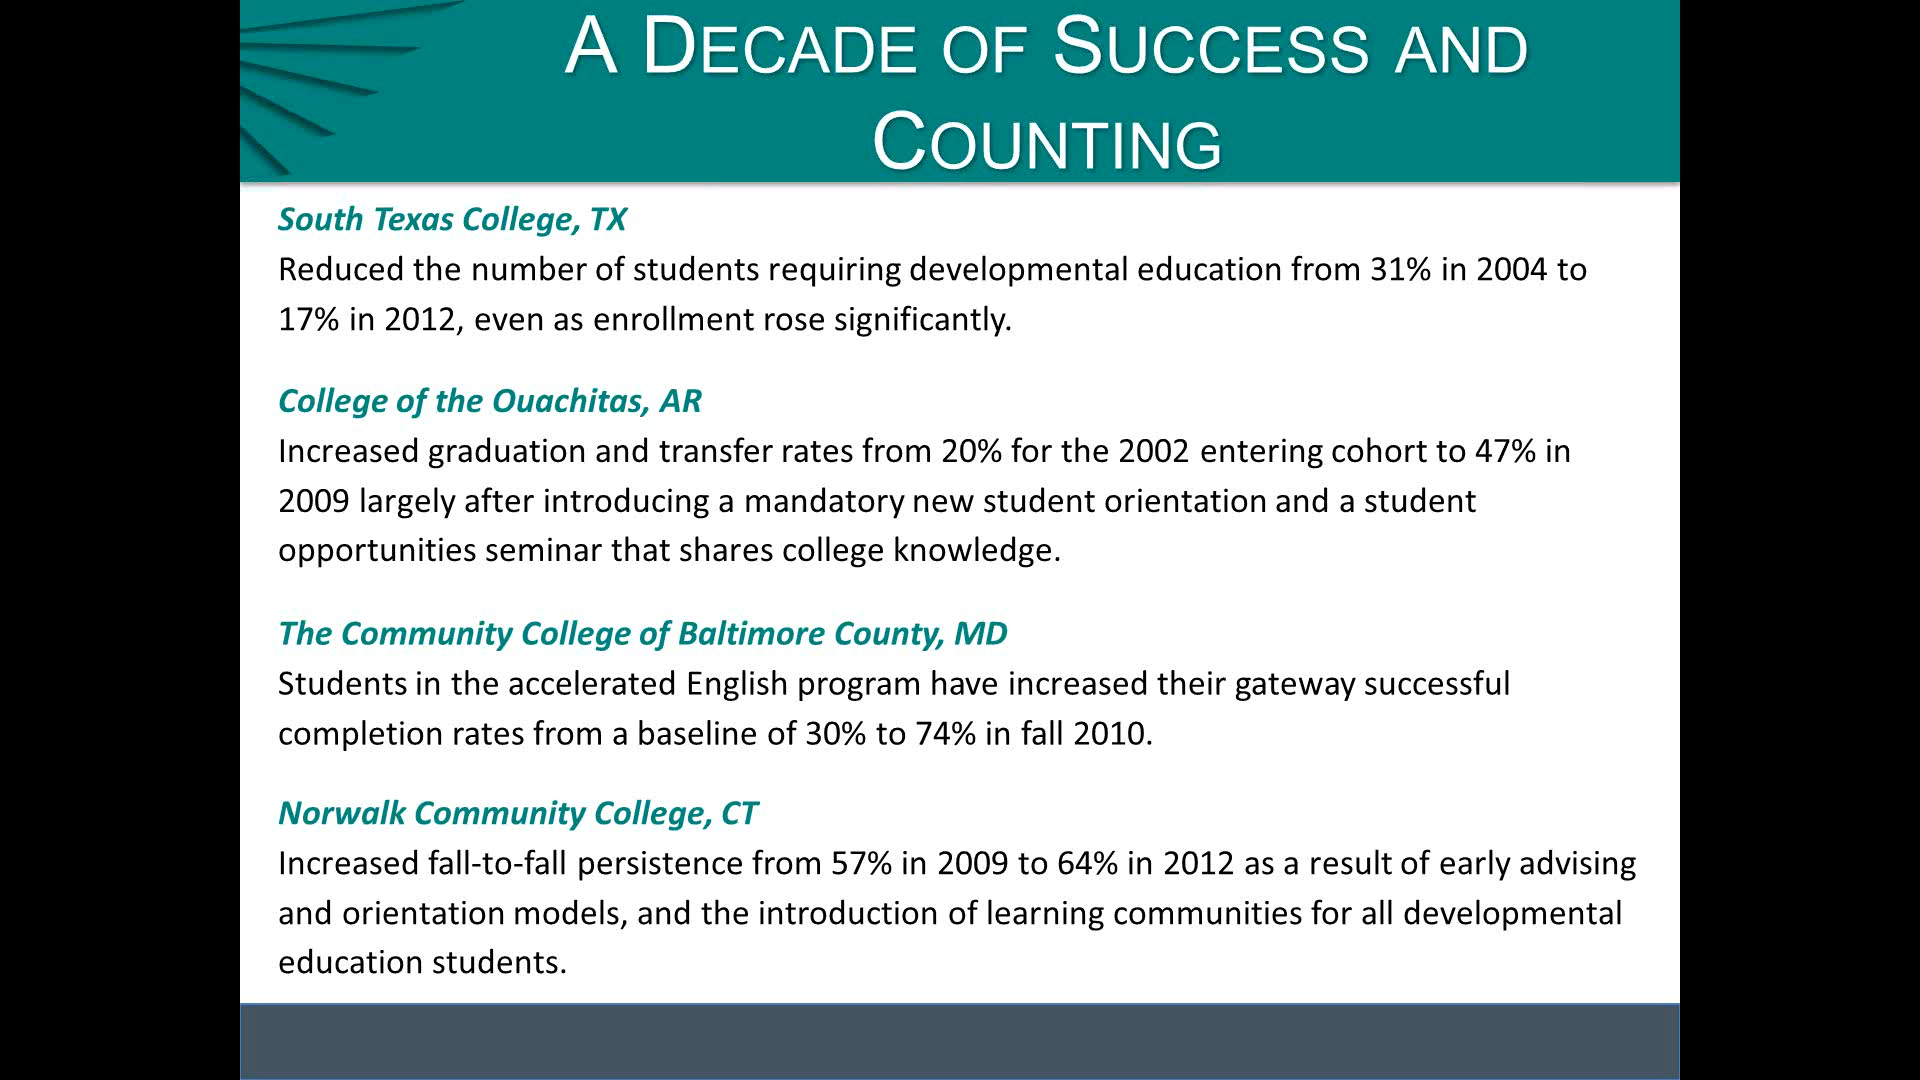 A Decade of Success and
Counting
South Texas College, TX
Reduced the number of students requiring developmental education from 31% in 2004 to
17% in 2012, even as enrollment rose significantly.
College of the Ouachitas, AR
Increased graduation and transfer rates from 20% for the 2002 entering cohort to 47% in
2009 largely after introducing a mandatory new student orientation and a student
opportunities seminar that shares college knowledge.
The Community College of Baltimore County, MD
Students in the accelerated English program have increased their gateway successful
completion rates from a baseline of 30% to 74% in fall 2010.
Norwalk Community College, CT
Increased fall-to-fall persistence from 57% in 2009 to 64% in 2012 as a result of early advising
and orientation models, and the introduction of learning communities for all developmental
education students.